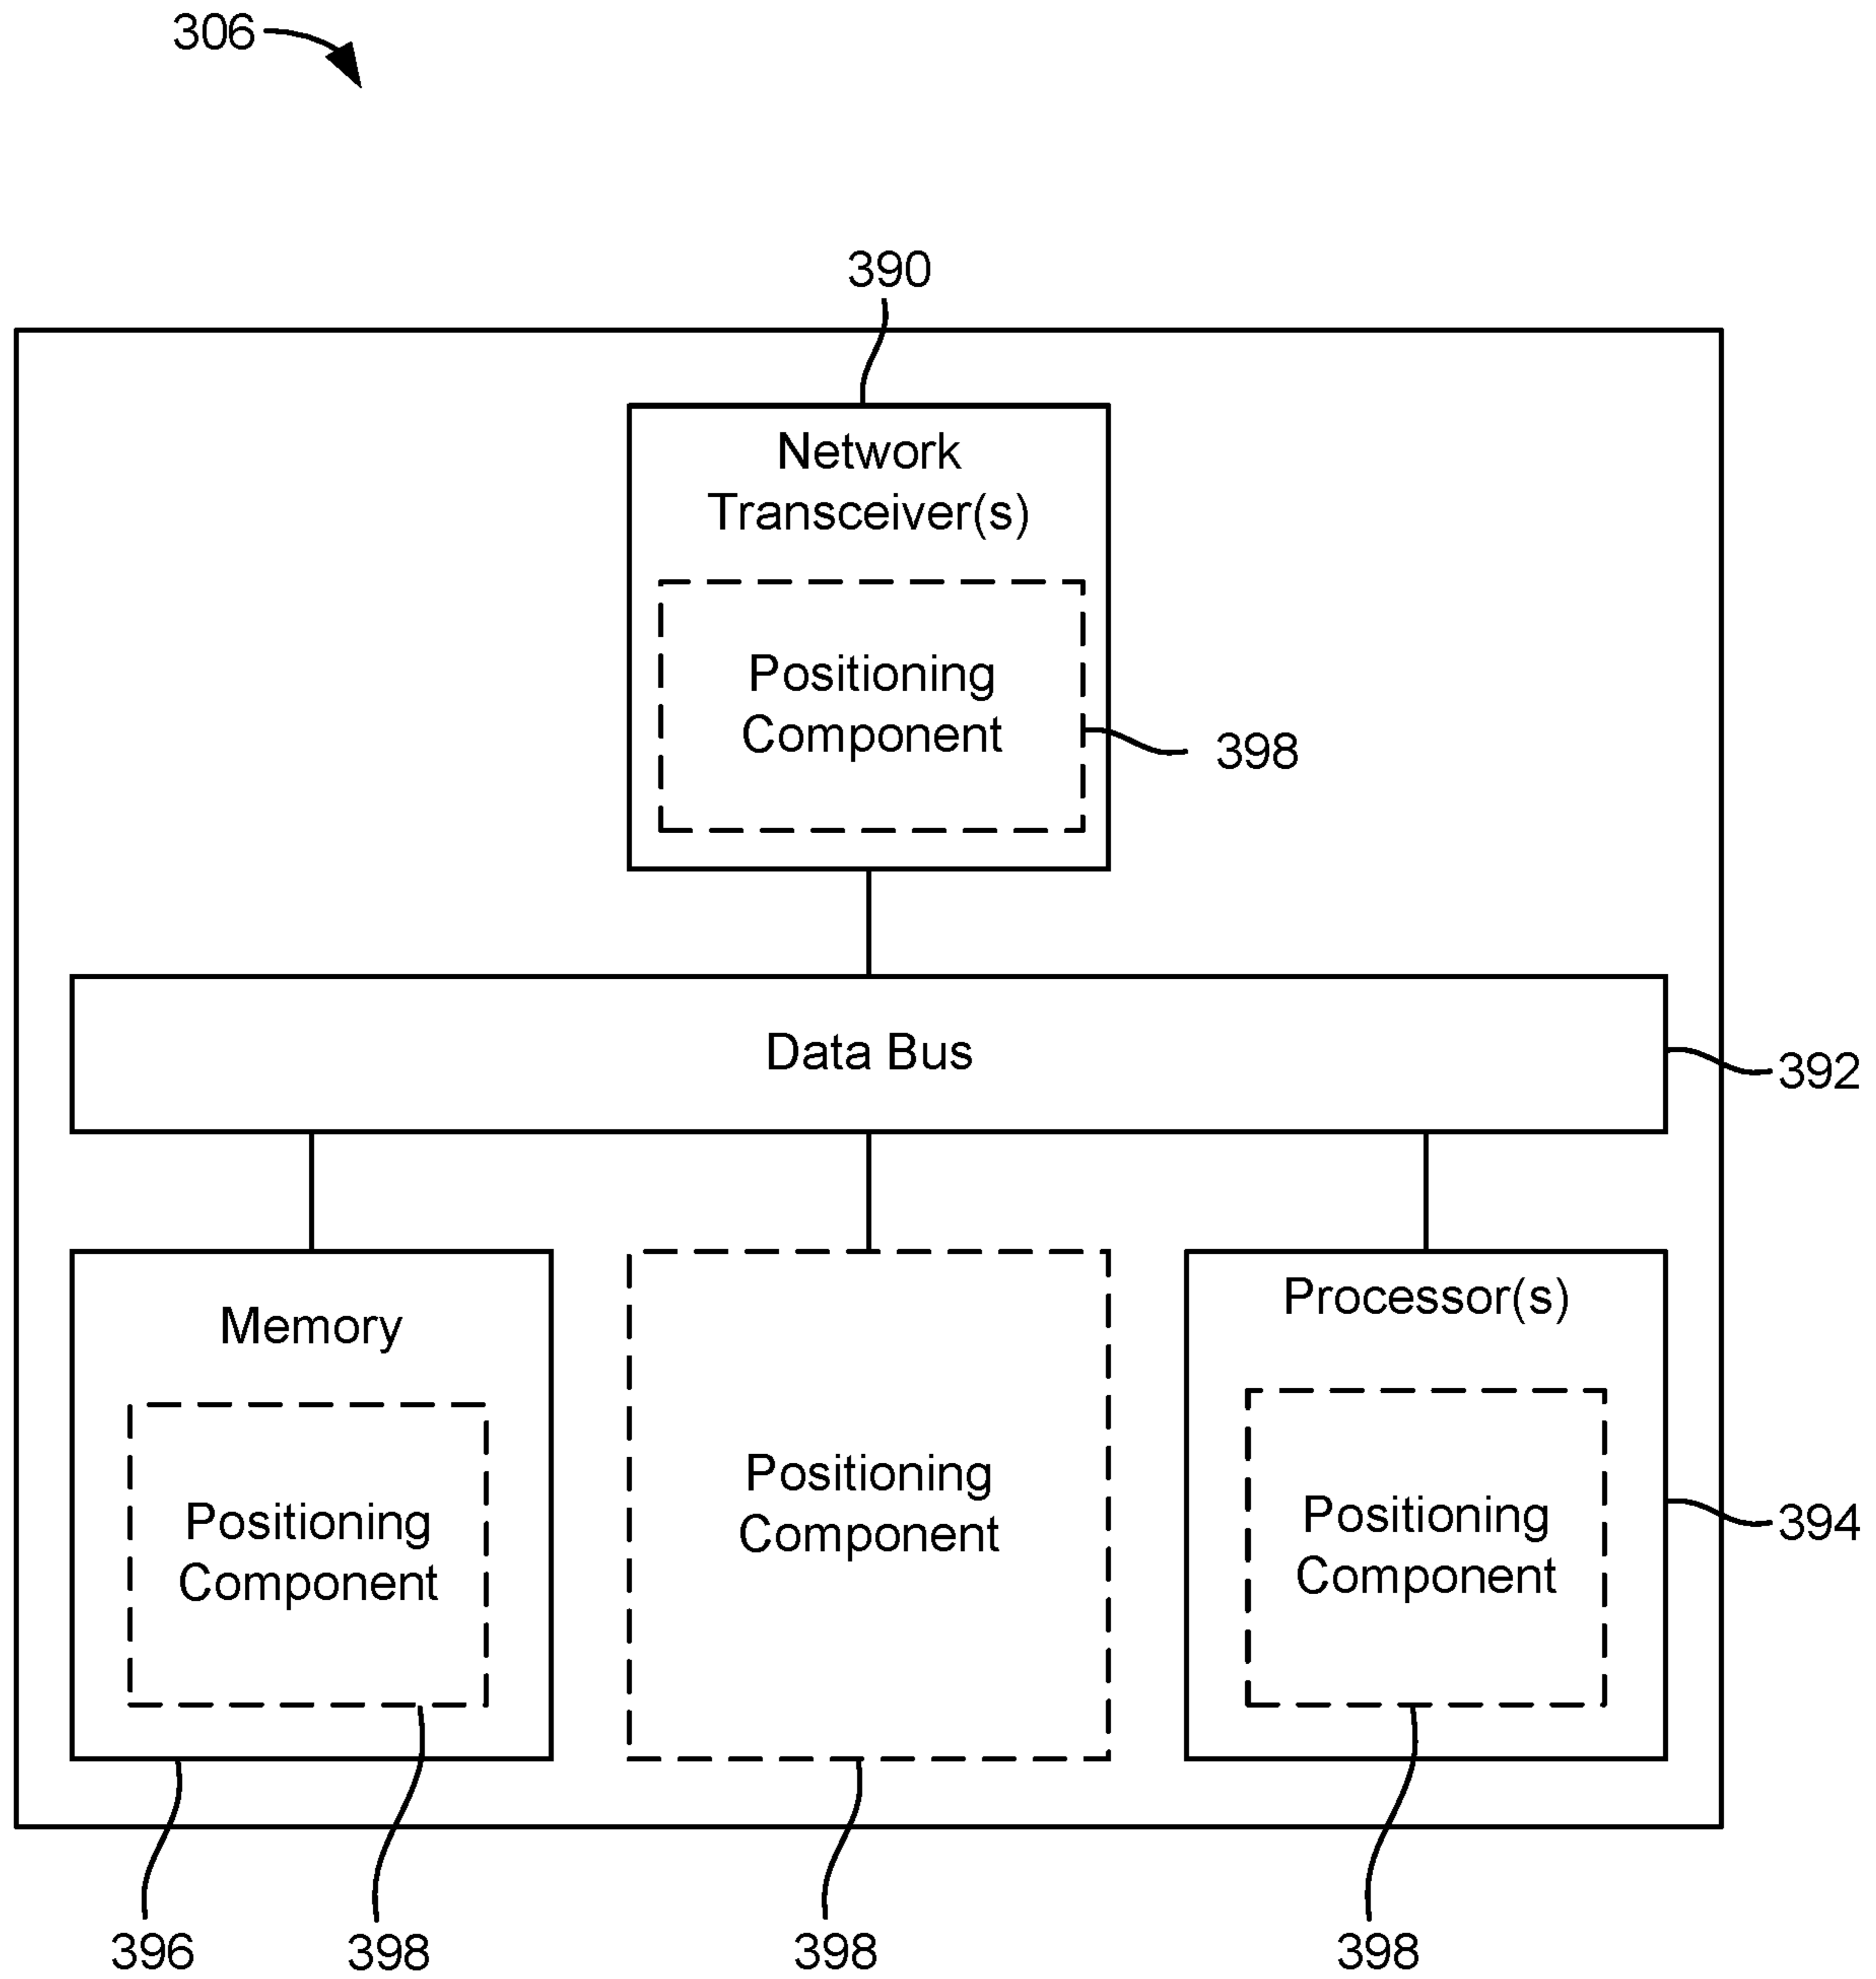 306
390
Network
Transceiver(s)
Positioning
Component
398
Data Bus
392
Memory
Positioning
Component
Positioning
Component
Processor(s)
Positioning
Component
394
396
398
398
398